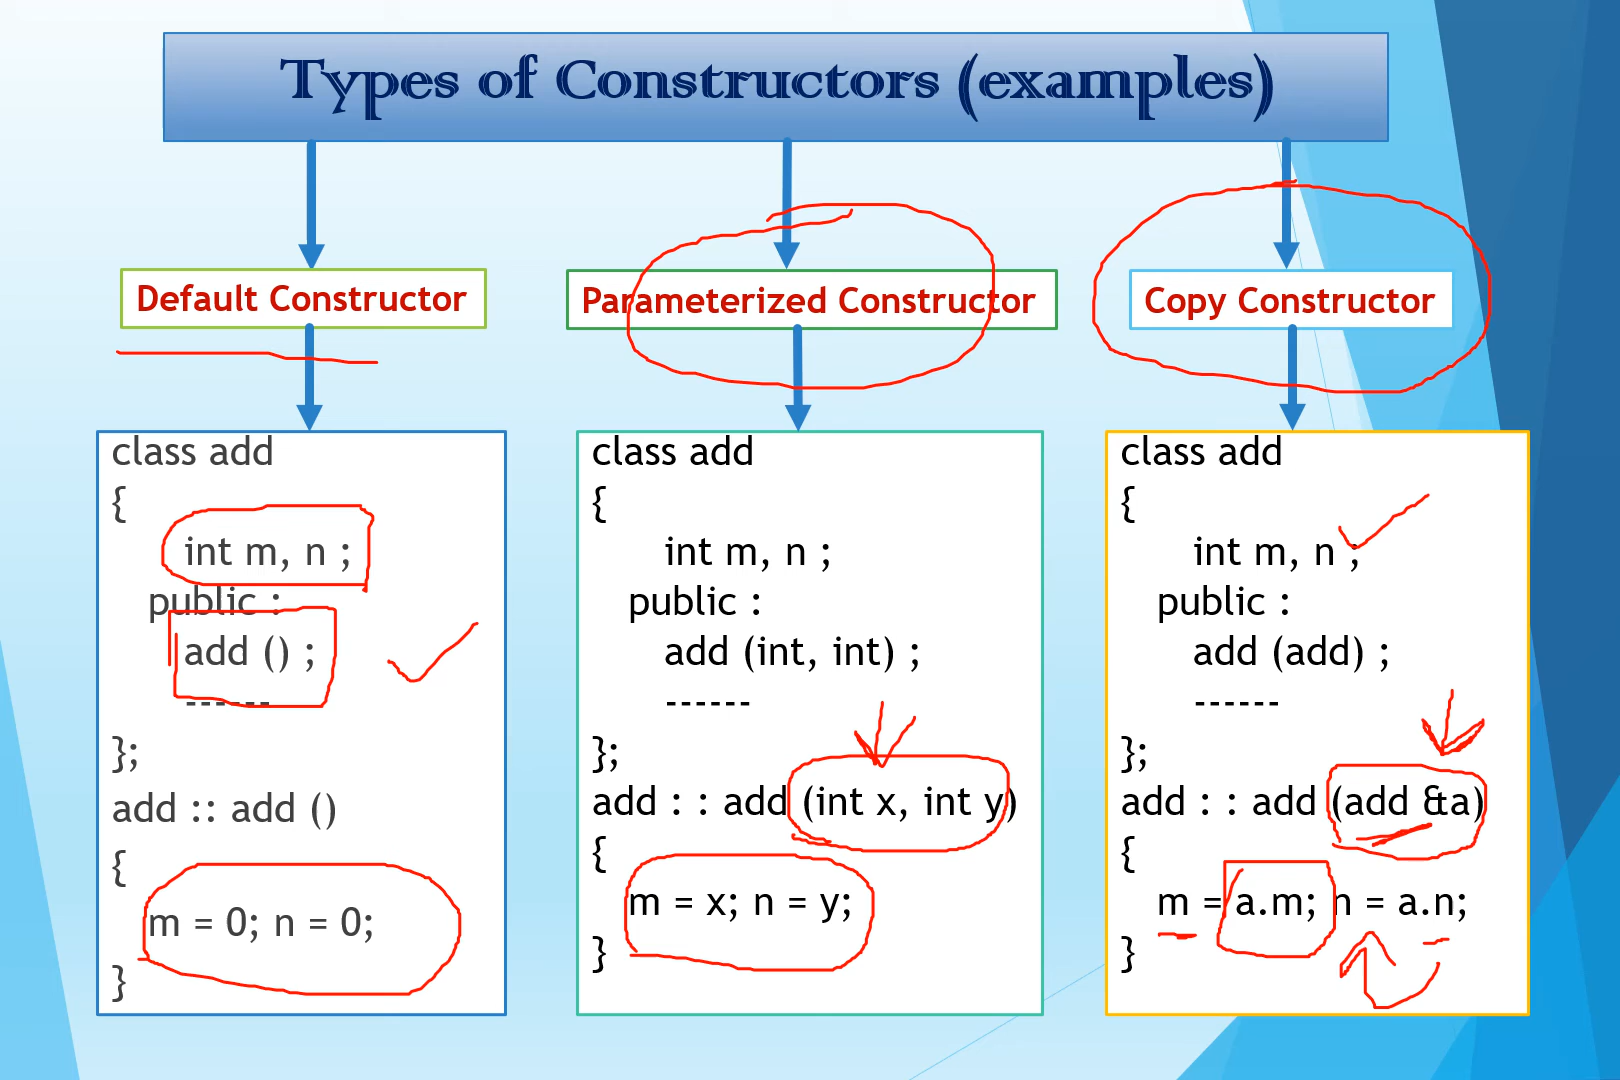 Types of Constructors (examples)
Default Constructor
class add
{
int m, n ;
public :
add () ;
------
};
add :: add ()
{
m = 0; n = 0;
}
Parameterized Constructor
class add
{
int m, n ;
public :
add (int, int) ;
------
};
add : : add (int x, int y)
{
m = x; n = y;
}
Copy Constructor
class add
{
int m, n ;
public :
add (add) ;
------
};
add : : add (add &a)
{
m = a.m; n = a.n;
}